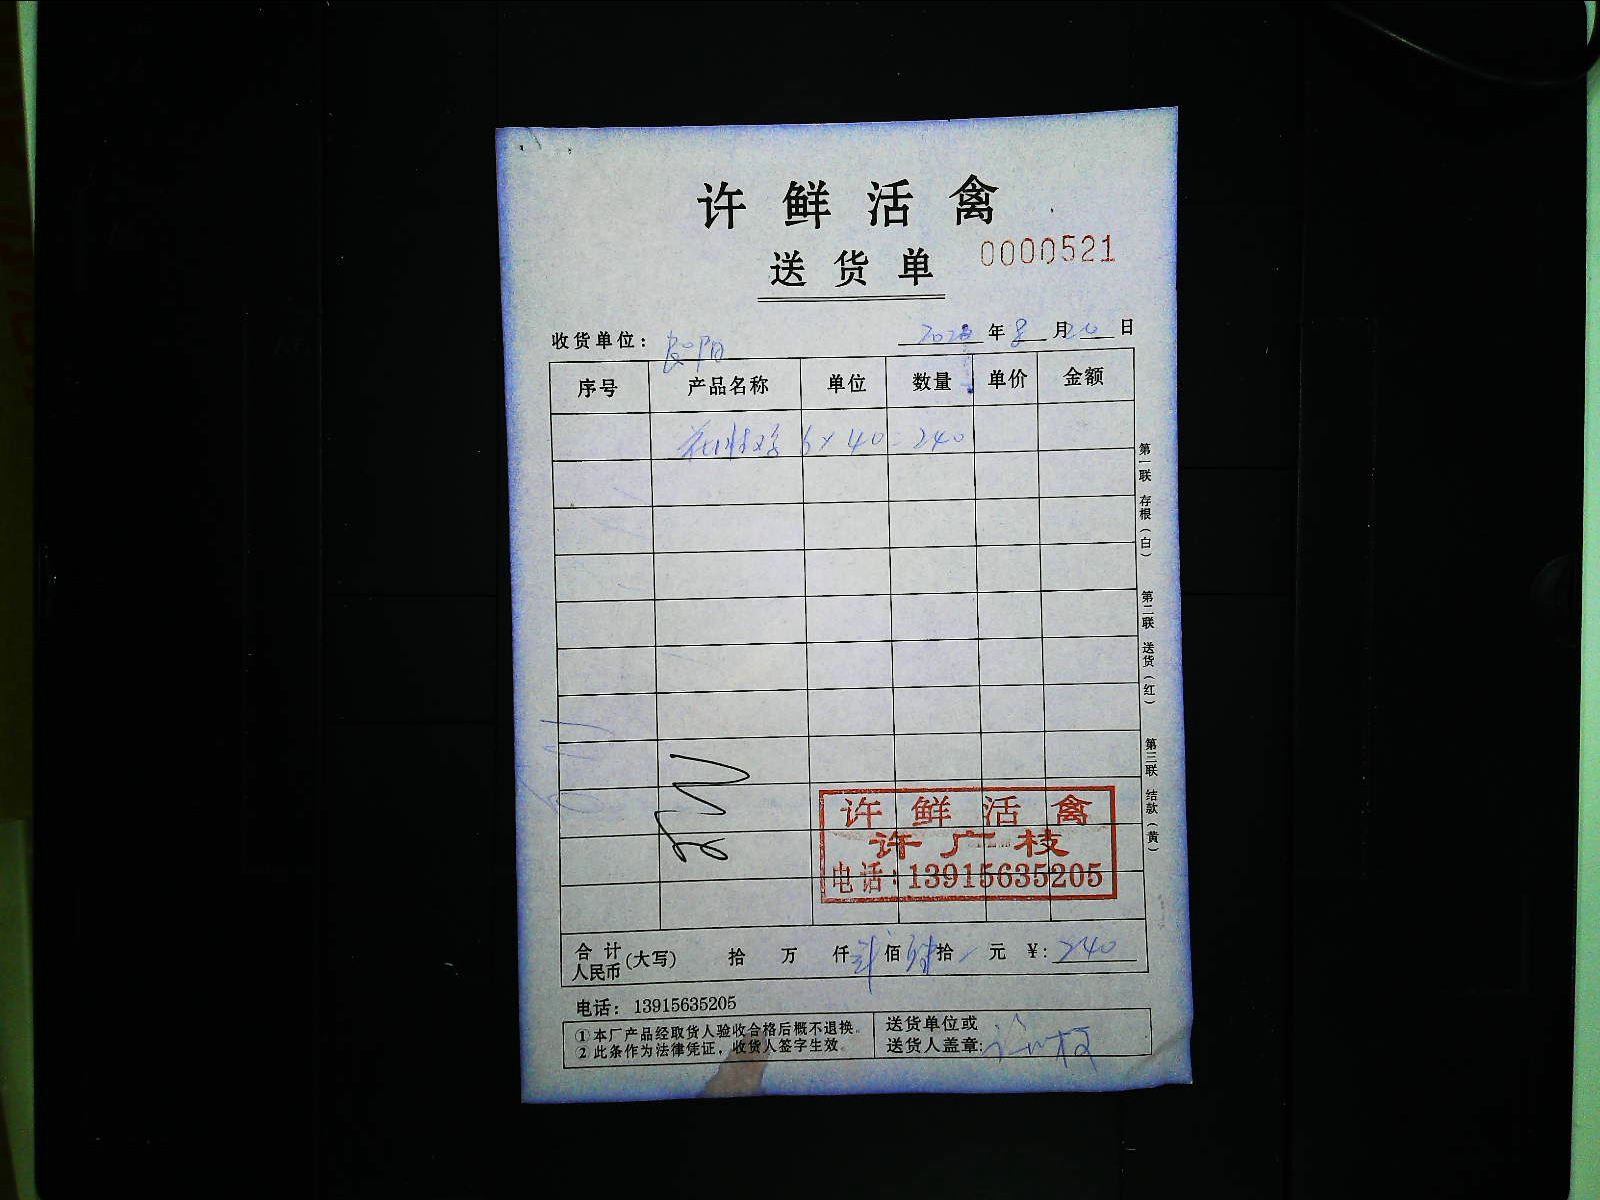 许鲜活禽
送货单
0000521
收货单位：
年 8 月 20 日
序号 产品名称 单位 数量 单价 金额
6×40=240
第一联 存根（白）
第二联 送货（红）
第三联 结款（黄）
许鲜活禽
许广枝
电话：13915635205
合计人民币(大写) 拾 万 仟 贰 佰 肆 拾 元 ¥: 240
电话：13915635205
①本厂产品经取货人验收合格后概不退换。
②此条作为法律凭证，收货人签字生效。
送货单位或
送货人盖章: